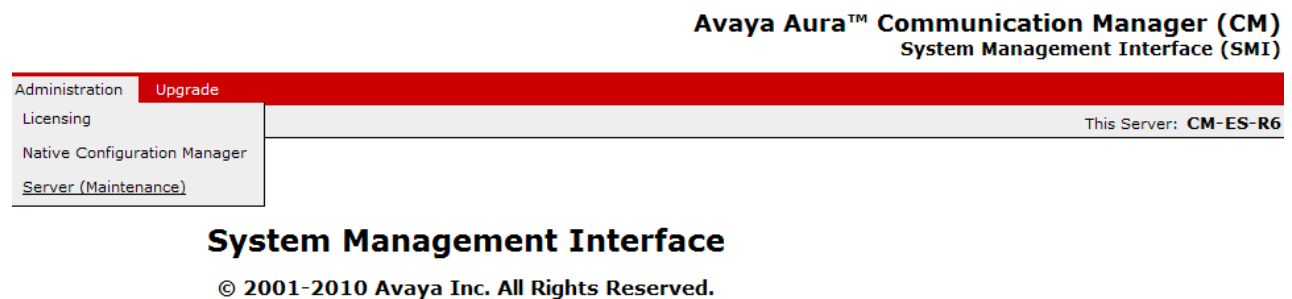 Avaya Aura™ Communication Manager (CM)
System Management Interface (SMI)
Administration Upgrade
Licensing
This Server: CM-ES-R6
Native Configuration Manager
Server (Maintenance)
System Management Interface
© 2001-2010 Avaya Inc. All Rights Reserved.